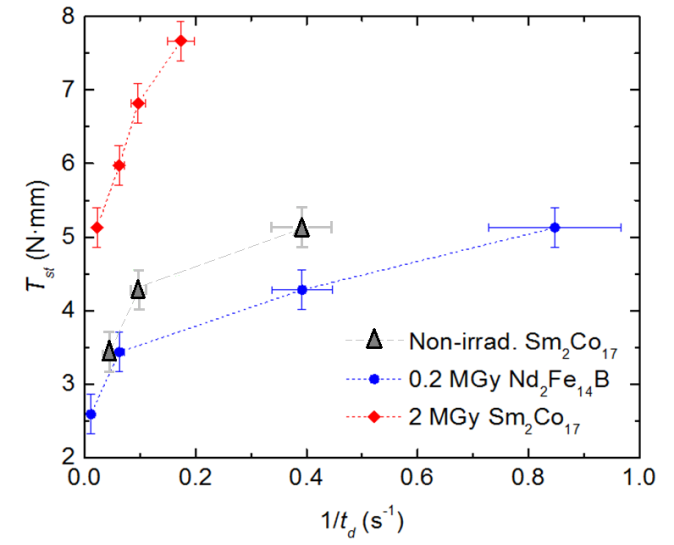 8
7
6
5
4
3
2
T_st (N·mm)
Non-irrad. Sm₂Co₁₇
0.2 MGy Nd₂Fe₁₄B
2 MGy Sm₂Co₁₇
0.0 0.2 0.4 0.6 0.8 1.0
1/t_d (s⁻¹)